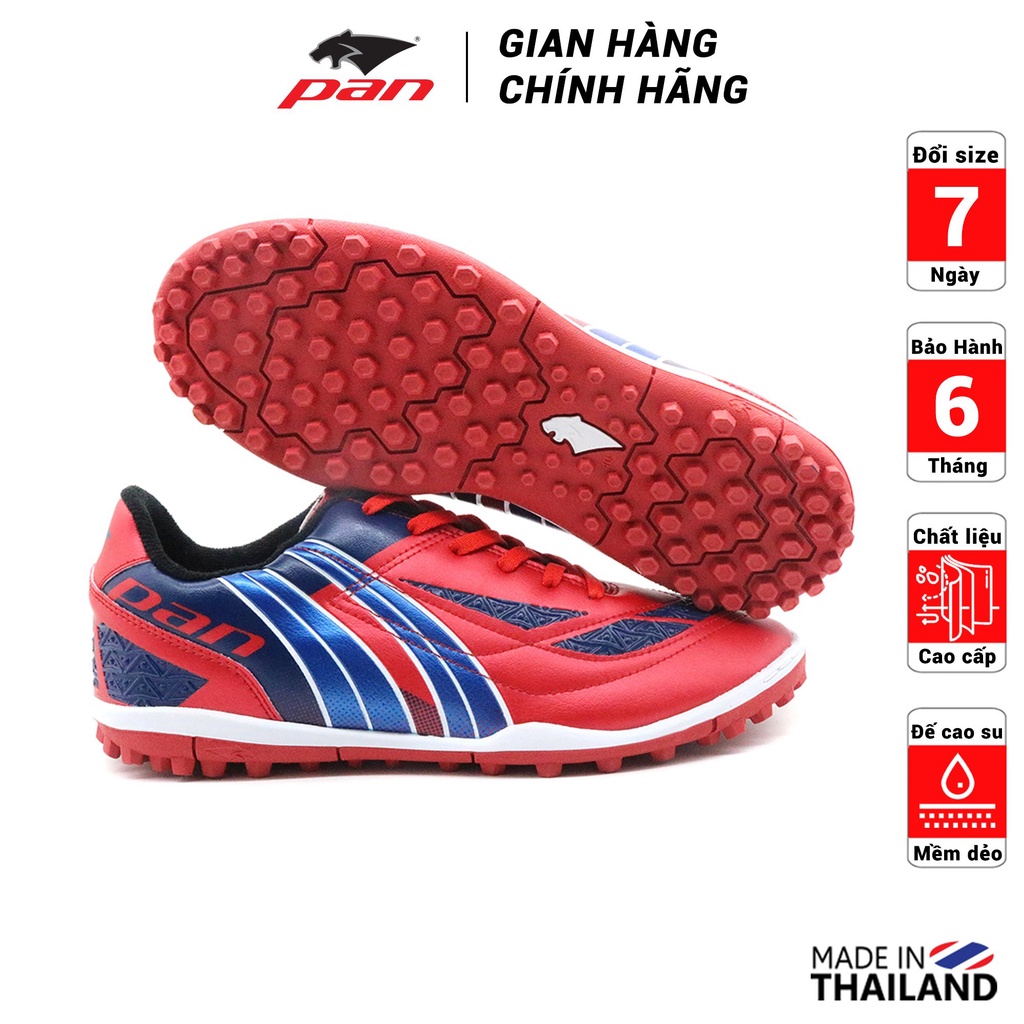 pan
GIAN HÀNG
CHÍNH HÃNG
Đổi size
7
Ngày
Bảo Hành
6
Tháng
Chất liệu
Cao cấp
Đế cao su
Mềm dẻo
pan
MADE IN
THAILAND